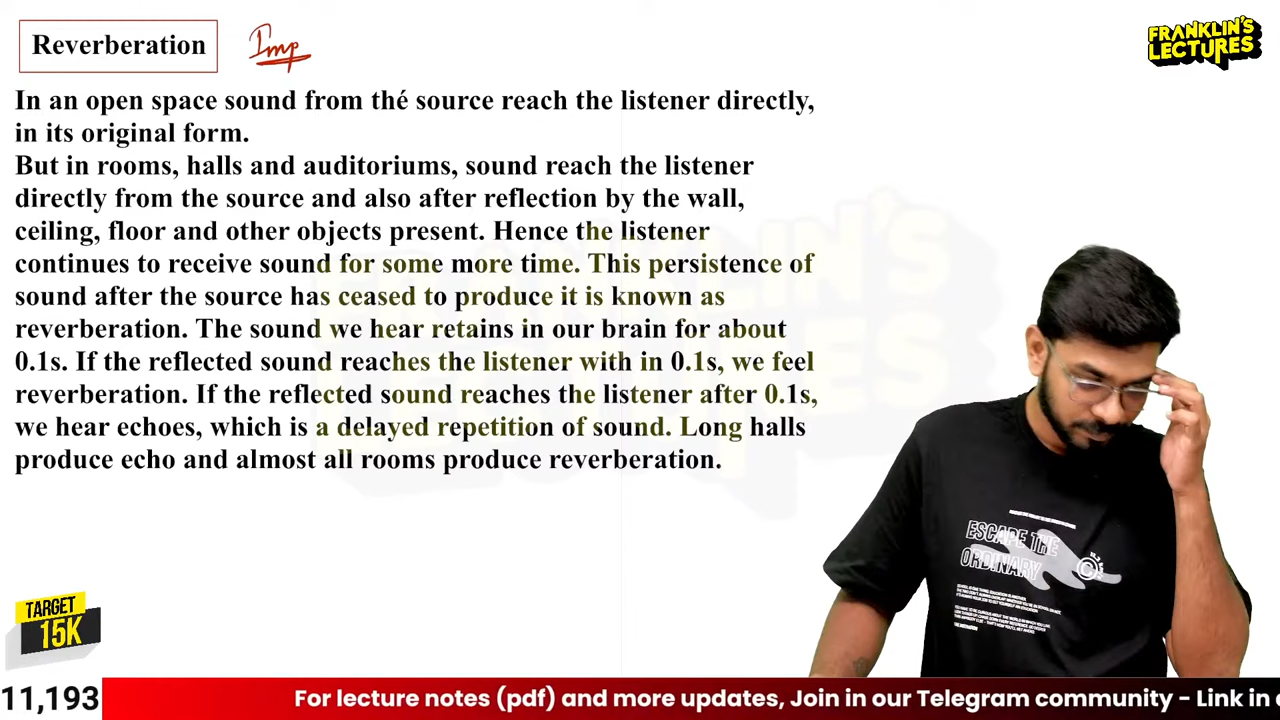 Reverberation
Imp
FRANKLIN'S
LECTURES
In an open space sound from thé source reach the listener directly,
in its original form.
But in rooms, halls and auditoriums, sound reach the listener
directly from the source and also after reflection by the wall,
ceiling, floor and other objects present. Hence the listener
continues to receive sound for some more time. This persistence of
sound after the source has ceased to produce it is known as
reverberation. The sound we hear retains in our brain for about
0.1s. If the reflected sound reaches the listener with in 0.1s, we feel
reverberation. If the reflected sound reaches the listener after 0.1s,
we hear echoes, which is a delayed repetition of sound. Long halls
produce echo and almost all rooms produce reverberation.
FRANKLIN'S
LECTURES
ESCAPE THE
ORDINARY
TARGET
15K
11,193
For lecture notes (pdf) and more updates, Join in our Telegram community - Link in